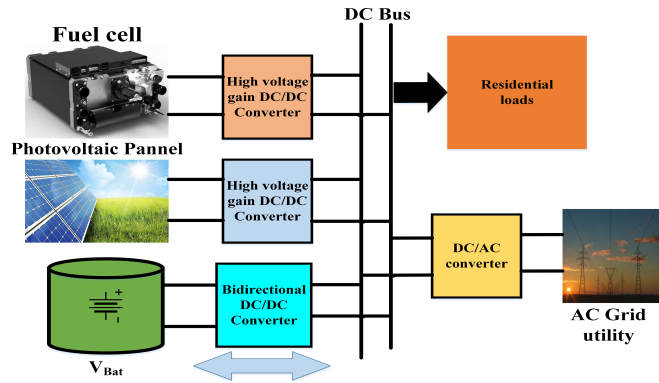 DC Bus
Fuel cell
High voltage
gain DC/DC
Converter
Residential
loads
Photovoltaic Pannel
High voltage
gain DC/DC
Converter
DC/AC
converter
Bidirectional
DC/DC
Converter
+
-
AC Grid
utility
VBat